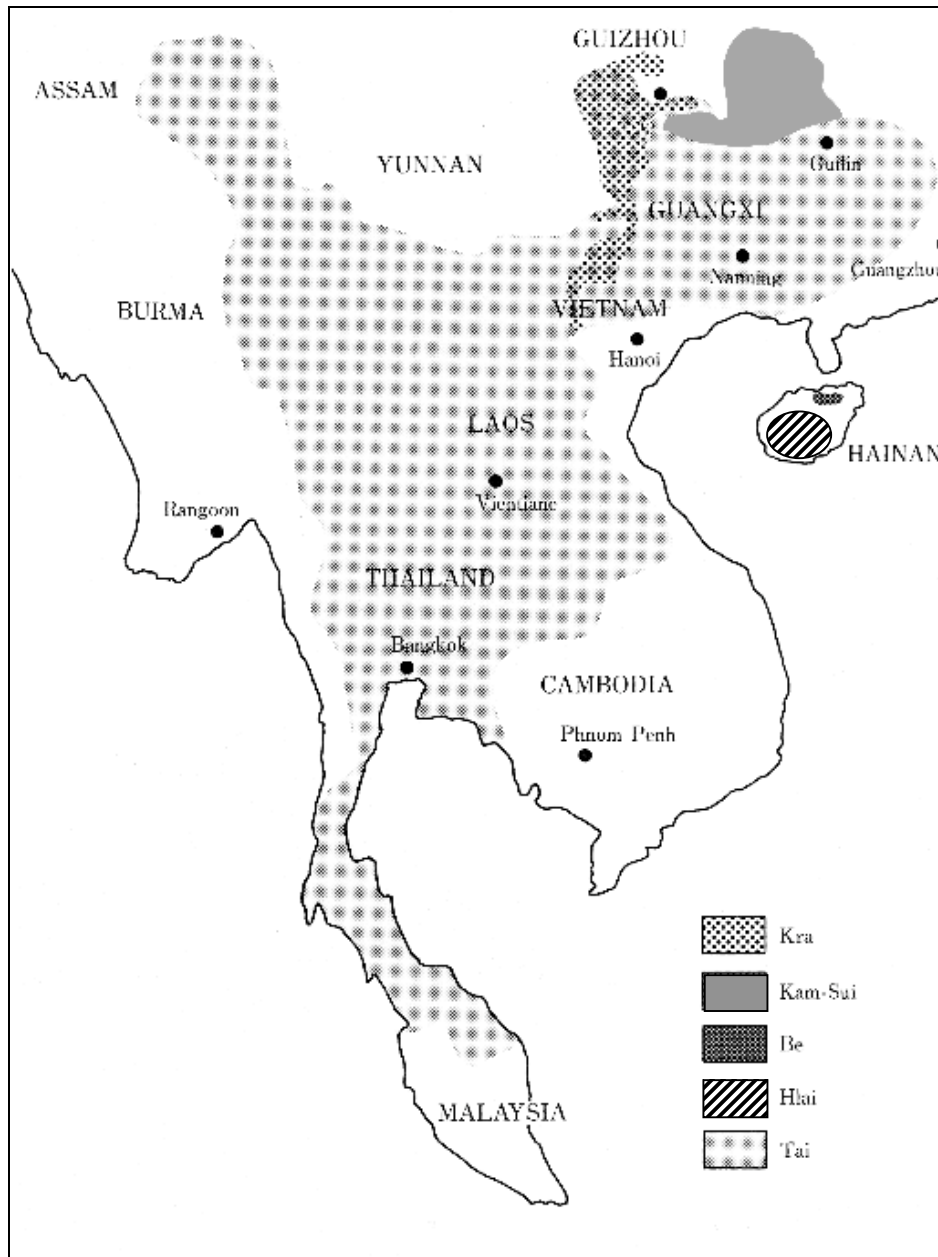 GUIZHOU
ASSAM
YUNNAN
Guilin
GUANGXI
Nanning
Guangzhou
BURMA
VIETNAM
Hanoi
LAOS
HAINAN
Vientiane
Rangoon
THAILAND
Bangkok
CAMBODIA
Phnum Penh
MALAYSIA
Kra
Kam-Sui
Be
Hlai
Tai